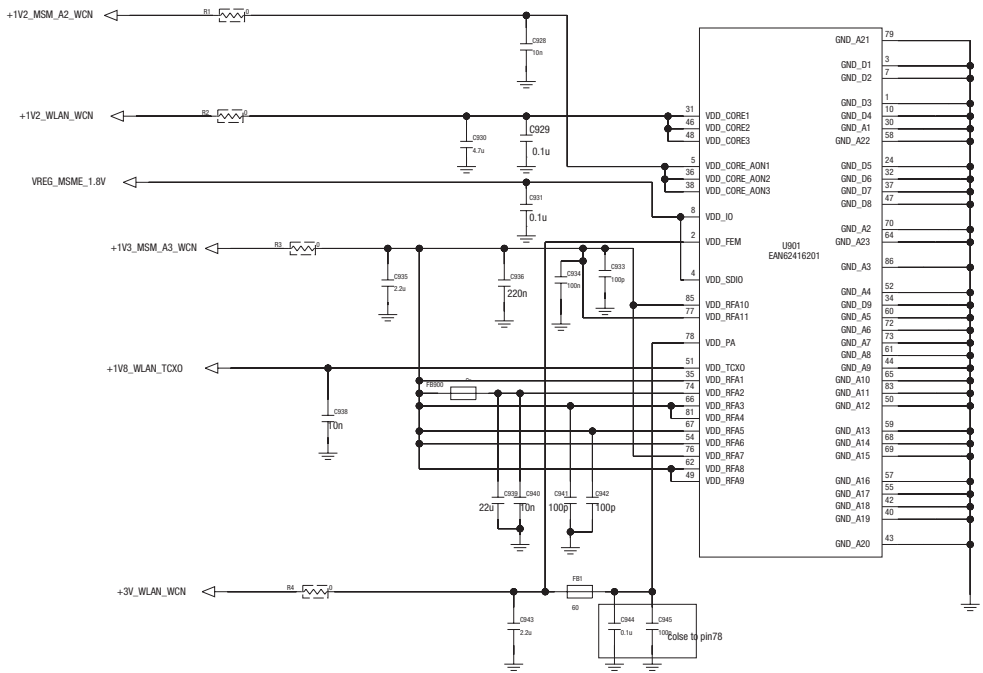 +1V2_MSM_A2_WCN
R1
0
C928
10n
+1V2_WLAN_WCN
R2
0
C930
4.7u
C929
0.1u
VREG_MSME_1.8V
C931
0.1u
+1V3_MSM_A3_WCN
R3
0
C935
2.2u
C936
220n
C934
100n
C933
100p
+1V8_WLAN_TCXO
C938
10n
FB900
C939
22u
C940
10n
C941
100p
C942
100p
+3V_WLAN_WCN
R4
0
C943
2.2u
FB1
60
C944
0.1u
C945
100p
colse to pin78
U901
EAN62416201
31 VDD_CORE1
46 VDD_CORE2
48 VDD_CORE3
5 VDD_CORE_AON1
36 VDD_CORE_AON2
38 VDD_CORE_AON3
8 VDD_IO
2 VDD_FEM
4 VDD_SDIO
85 VDD_RFA10
77 VDD_RFA11
78 VDD_PA
51 VDD_TCXO
35 VDD_RFA1
74 VDD_RFA2
66 VDD_RFA3
81 VDD_RFA4
67 VDD_RFA5
54 VDD_RFA6
76 VDD_RFA7
62 VDD_RFA8
49 VDD_RFA9
GND_A21 79
GND_D1 3
GND_D2 7
GND_D3 1
GND_D4 10
GND_A1 30
GND_A22 58
GND_D5 24
GND_D6 32
GND_D7 37
GND_D8 47
GND_A2 70
GND_A23 64
GND_A3 86
GND_A4 52
GND_D9 34
GND_A5 60
GND_A6 72
GND_A7 73
GND_A8 61
GND_A9 44
GND_A10 65
GND_A11 83
GND_A12 50
GND_A13 59
GND_A14 68
GND_A15 69
GND_A16 57
GND_A17 55
GND_A18 42
GND_A19 40
GND_A20 43